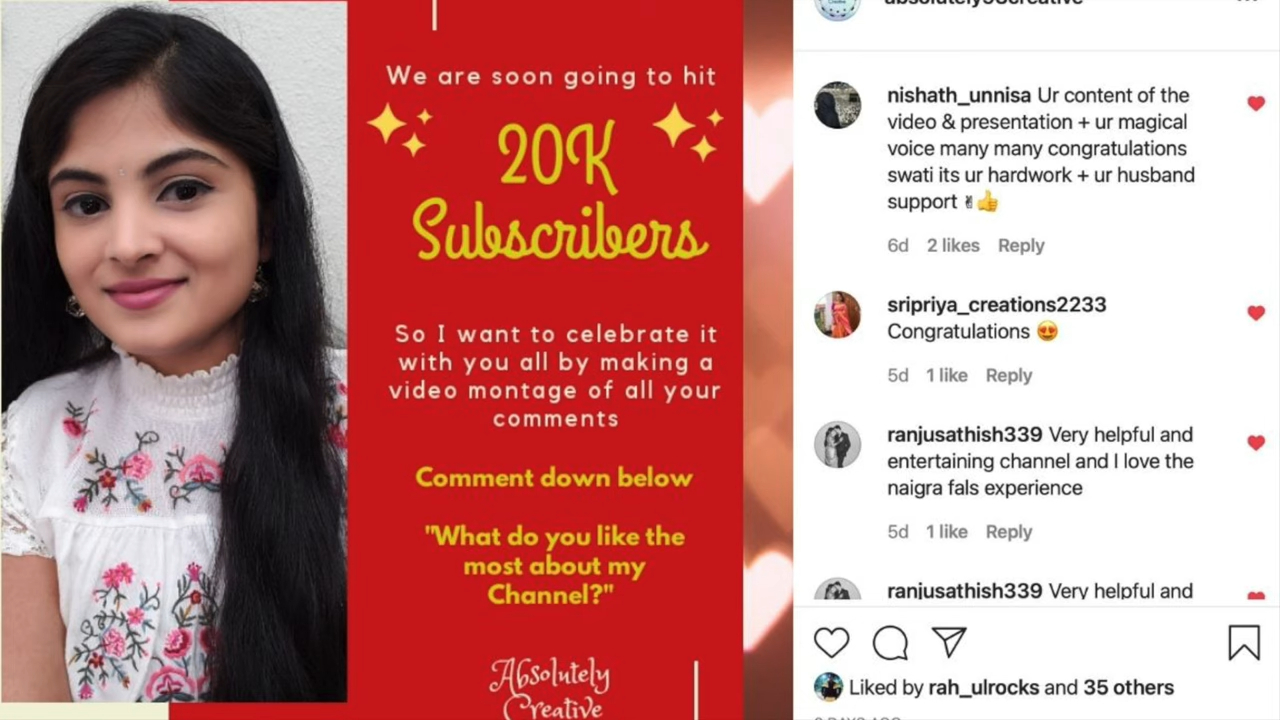 We are soon going to hit
20K
Subscribers
So I want to celebrate it
with you all by making a
video montage of all your
comments
Comment down below
"What do you like the
most about my
Channel?"
Absolutely
Creative
nishath_unnisa Ur content of the
video & presentation + ur magical
voice many many congratulations
swati its ur hardwork + ur husband
support ✌👍
6d 2 likes Reply
sripriya_creations2233
Congratulations 😍
5d 1 like Reply
ranjusathish339 Very helpful and
entertaining channel and I love the
naigra fals experience
5d 1 like Reply
ranjusathish339 Very helpful and
Liked by rah_ulrocks and 35 others